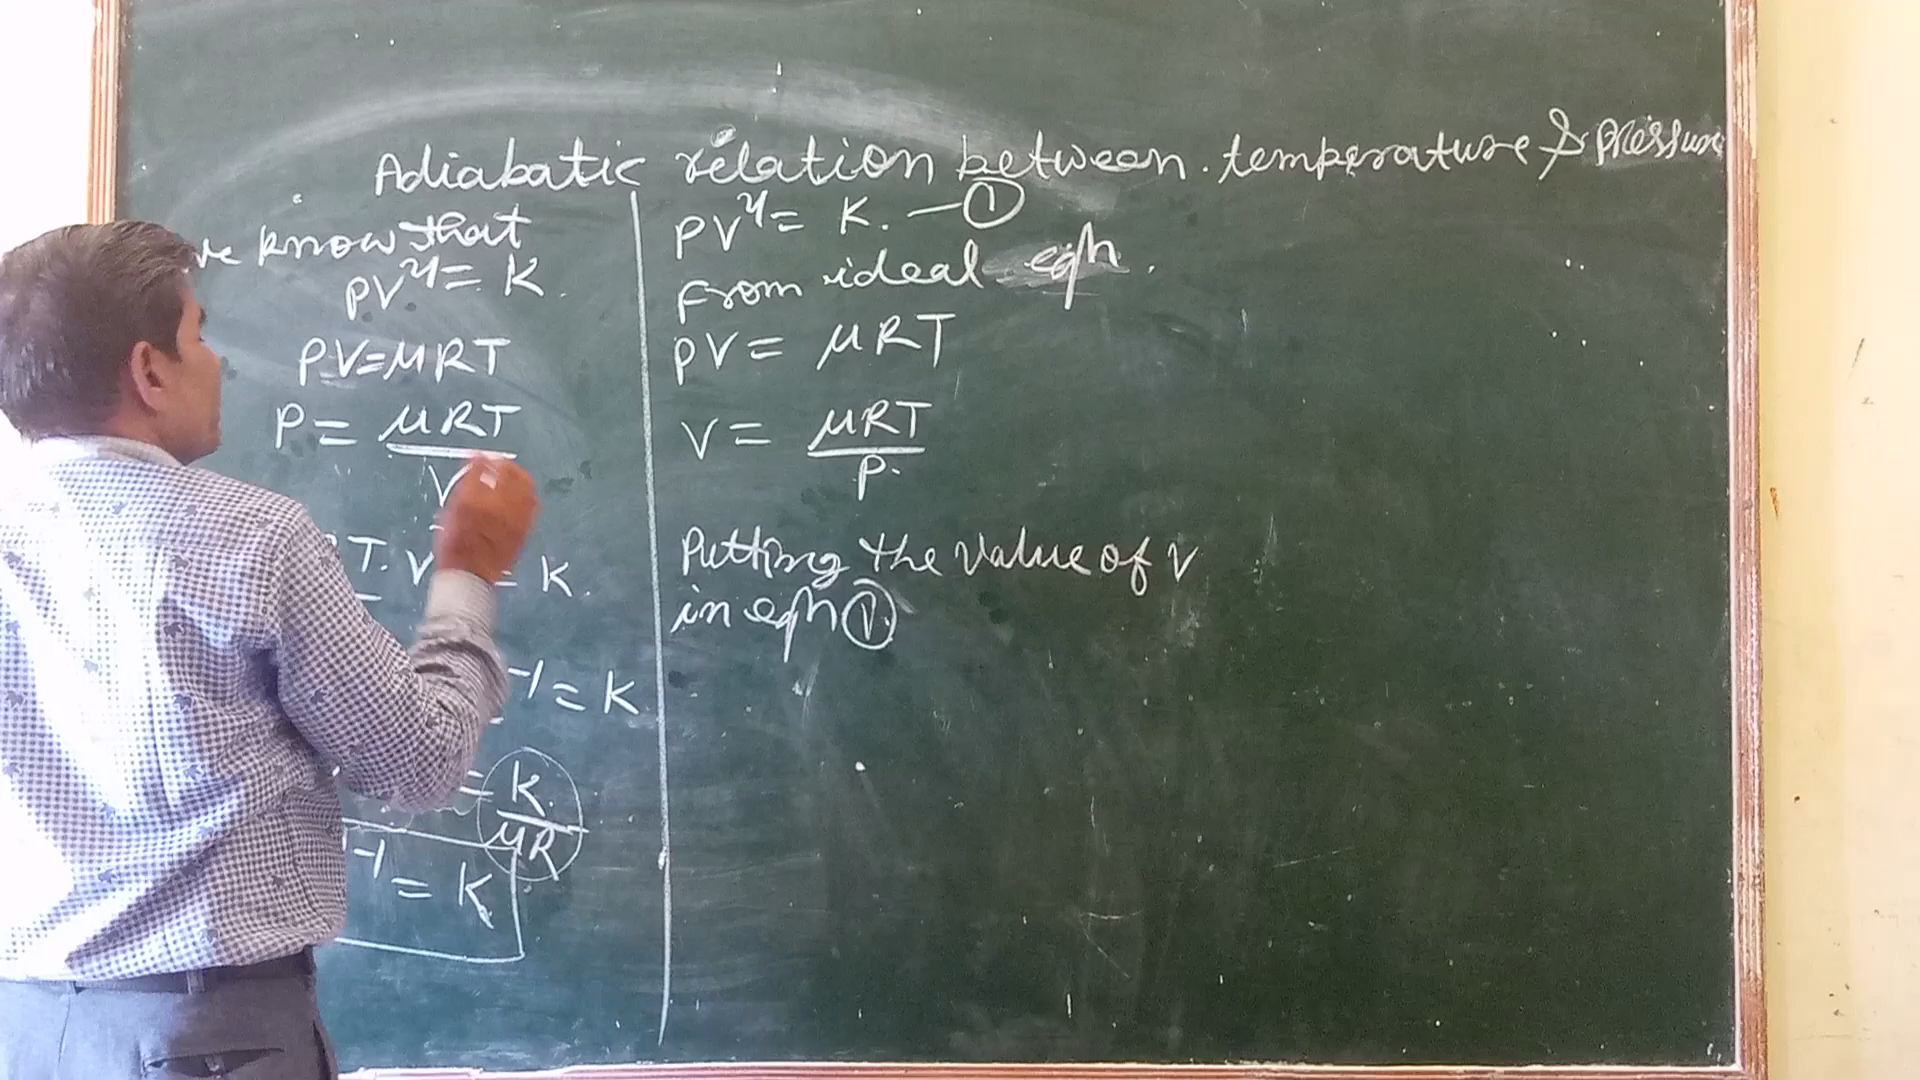 Adiabatic relation between temperature & pressure
we know that
PV^γ = K.
PV = μRT
P = μRT
V
T. V = K.
-1 = K
= K.
μR
-1 = K
PV^γ = K. — ①
From ideal eqn.
PV = μRT
V = μRT
P.
Putting the value of V
in eqn ①.